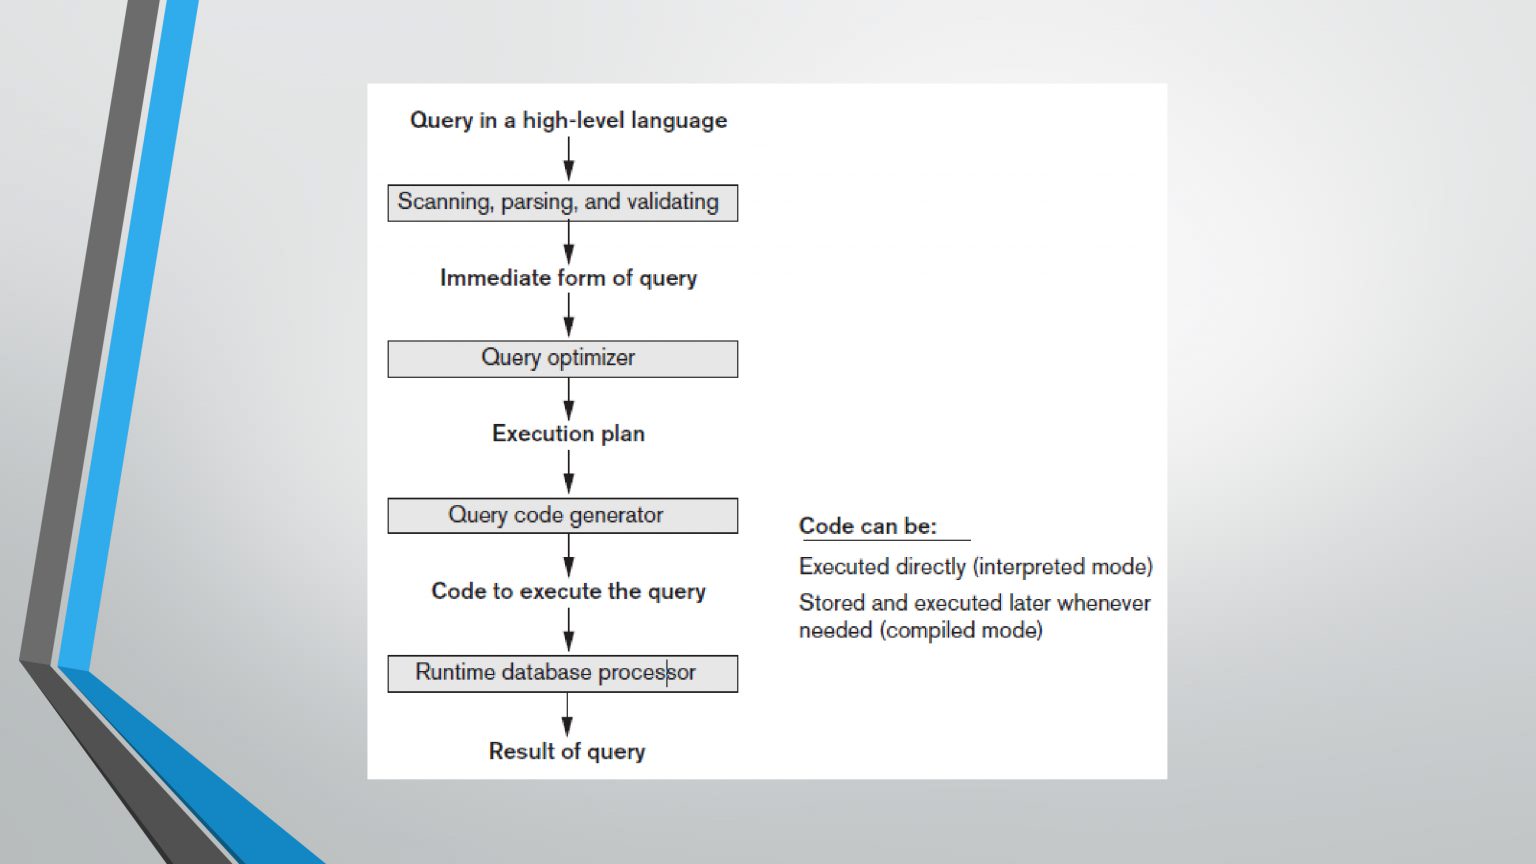 Query in a high-level language
Scanning, parsing, and validating
Immediate form of query
Query optimizer
Execution plan
Query code generator
Code to execute the query
Runtime database processor
Result of query
Code can be:
Executed directly (interpreted mode)
Stored and executed later whenever
needed (compiled mode)